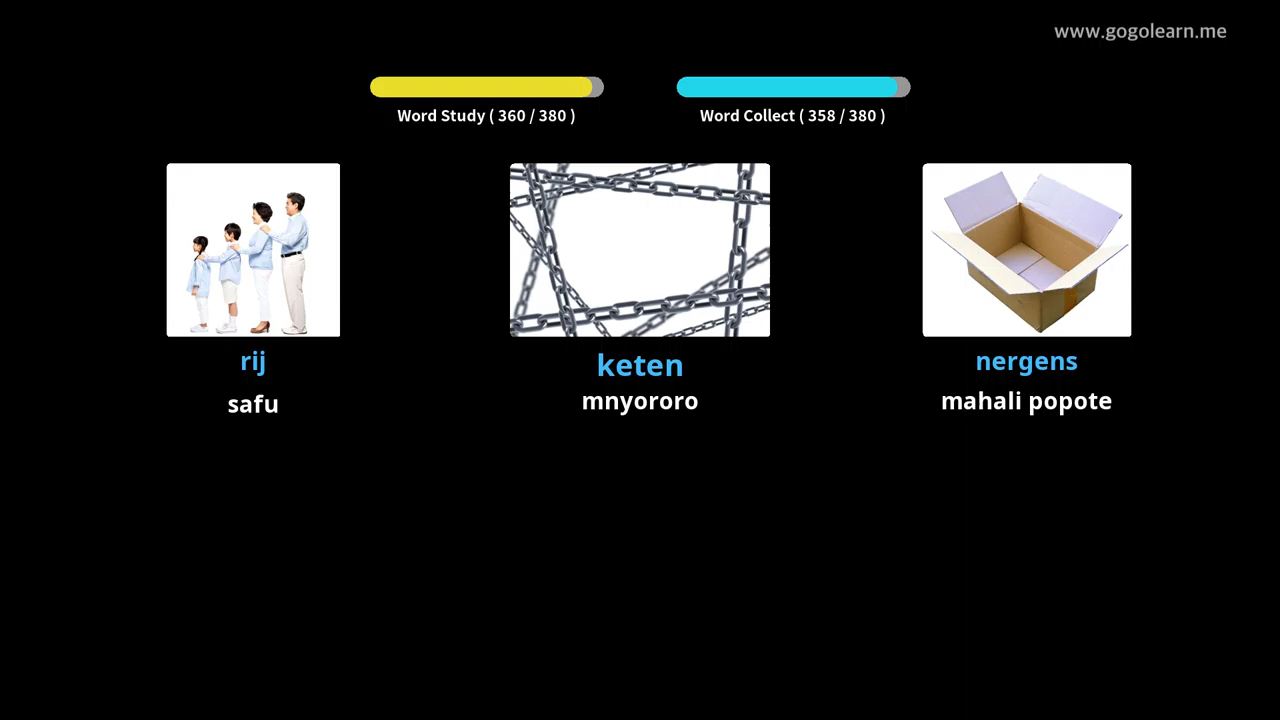 www.gogolearn.me
Word Study ( 360 / 380 )
Word Collect ( 358 / 380 )
rij
safu
keten
mnyororo
nergens
mahali popote